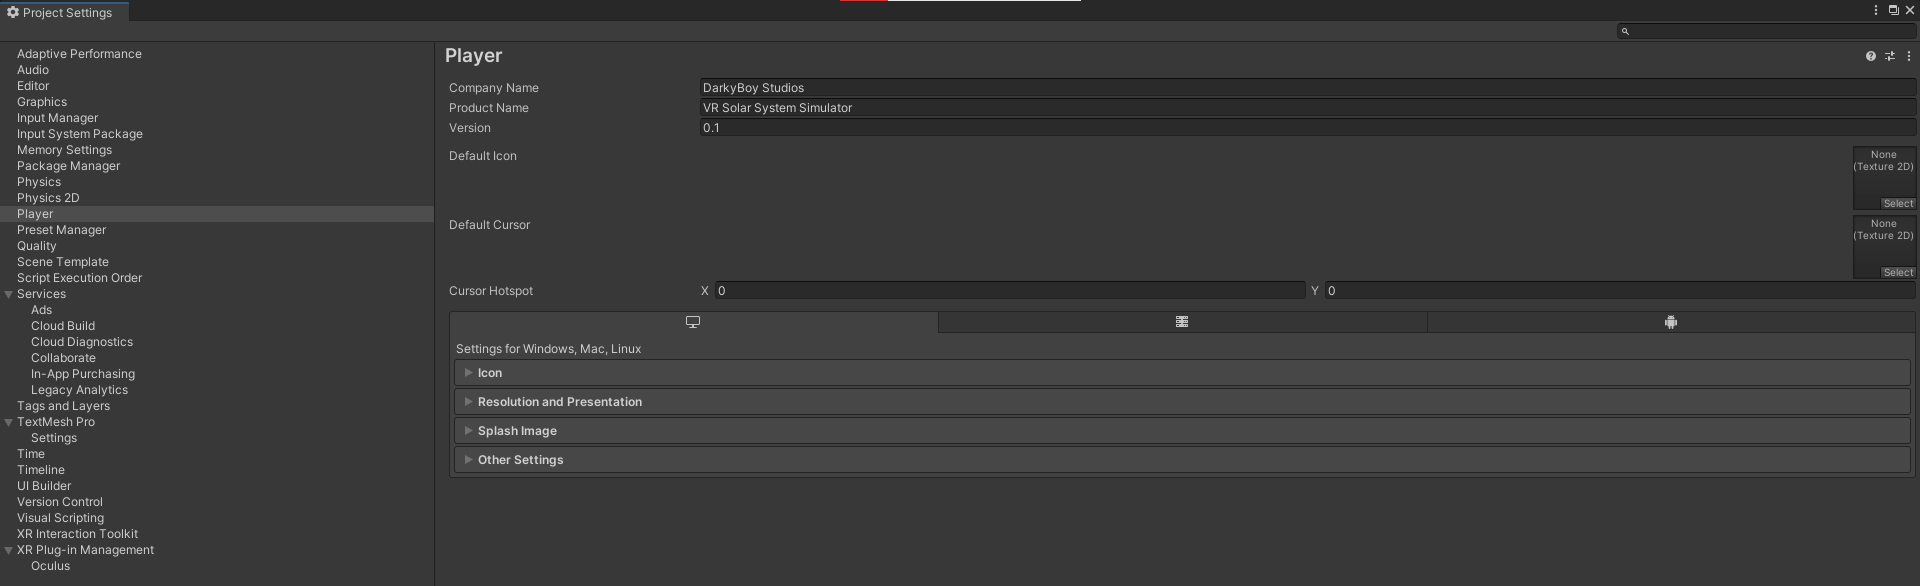 Project Settings
Adaptive Performance
Audio
Editor
Graphics
Input Manager
Input System Package
Memory Settings
Package Manager
Physics
Physics 2D
Player
Preset Manager
Quality
Scene Template
Script Execution Order
Services
Ads
Cloud Build
Cloud Diagnostics
Collaborate
In-App Purchasing
Legacy Analytics
Tags and Layers
TextMesh Pro
Settings
Time
Timeline
UI Builder
Version Control
Visual Scripting
XR Interaction Toolkit
XR Plug-in Management
Oculus
Player
Company Name DarkyBoy Studios
Product Name VR Solar System Simulator
Version 0.1
Default Icon
None
(Texture 2D)
Select
Default Cursor
None
(Texture 2D)
Select
Cursor Hotspot X 0 Y 0
Settings for Windows, Mac, Linux
Icon
Resolution and Presentation
Splash Image
Other Settings